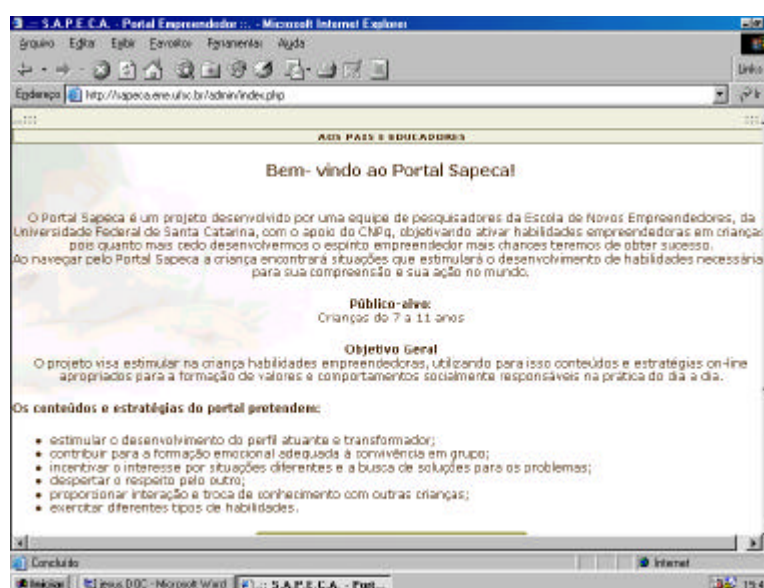 .:: S.A.P.E.C.A. - Portal Empreendedor ::. - Microsoft Internet Explorer
Arquivo Editar Exibir Favoritos Ferramentas Ajuda
Links
Endereço http://sapeca.ene.ufsc.br/admin/index.php Ir
AOS PAIS E EDUCADORES
Bem- vindo ao Portal Sapeca!
O Portal Sapeca é um projeto desenvolvido por uma equipe de pesquisadores da Escola de Novos Empreendedores, da
Universidade Federal de Santa Catarina, com o apoio do CNPq, objetivando ativar habilidades empreendedoras em crianças
pois quanto mais cedo desenvolvermos o espírito empreendedor mais chances teremos de obter sucesso.
Ao navegar pelo Portal Sapeca a criança encontrará situações que estimulará o desenvolvimento de habilidades necessária
para sua compreensão e sua ação no mundo.
Público-alvo:
Crianças de 7 a 11 anos
Objetivo Geral
O projeto visa estimular na criança habilidades empreendedoras, utilizando para isso conteúdos e estratégias on-line
apropriados para a formação de valores e comportamentos socialmente responsáveis na prática do dia a dia.
Os conteúdos e estratégias do portal pretendem:
• estimular o desenvolvimento do perfil atuante e transformador;
• contribuir para a formação emocional adequada à convivência em grupo;
• incentivar o interesse por situações diferentes e a busca de soluções para os problemas;
• despertar o respeito pelo outro;
• proporcionar interação e troca de conhecimento com outras crianças;
• exercitar diferentes tipos de habilidades.
Concluído Internet
Iniciar DOC - Microsoft Word .:: S.A.P.E.C.A. - Port...